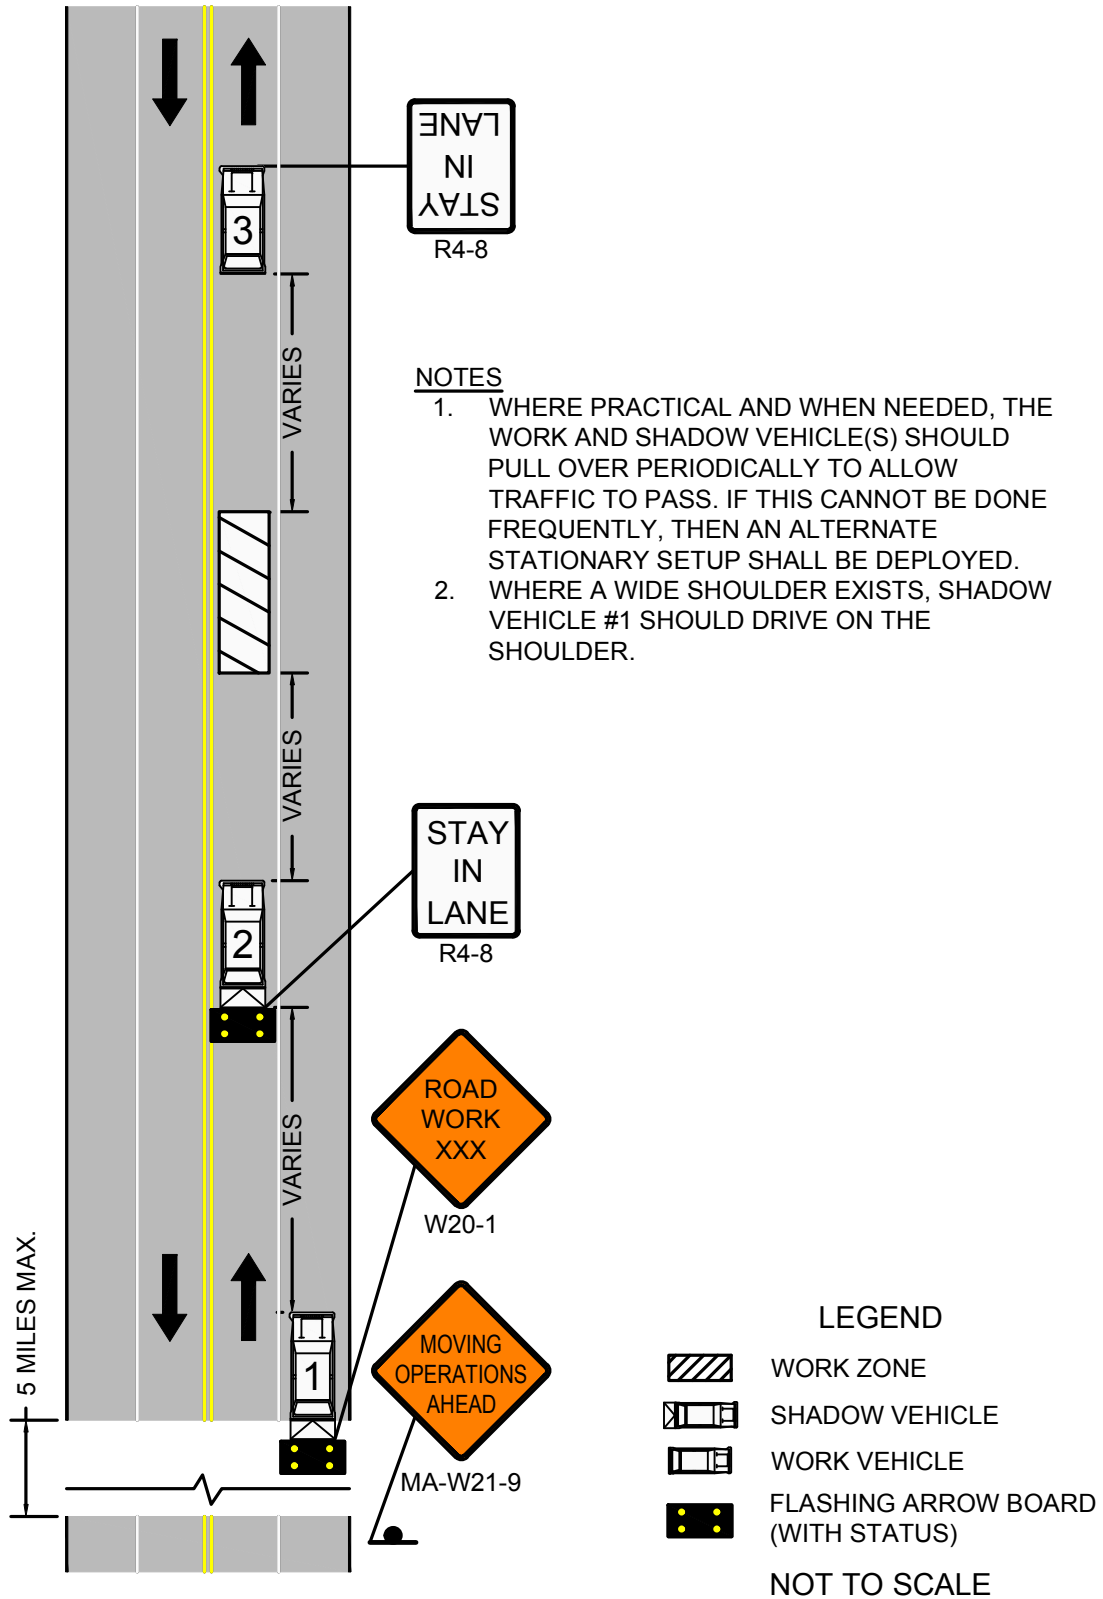 LANE
IN
STAY
R4-8
3
VARIES
NOTES
1. WHERE PRACTICAL AND WHEN NEEDED, THE
WORK AND SHADOW VEHICLE(S) SHOULD
PULL OVER PERIODICALLY TO ALLOW
TRAFFIC TO PASS. IF THIS CANNOT BE DONE
FREQUENTLY, THEN AN ALTERNATE
STATIONARY SETUP SHALL BE DEPLOYED.
2. WHERE A WIDE SHOULDER EXISTS, SHADOW
VEHICLE #1 SHOULD DRIVE ON THE
SHOULDER.
VARIES
STAY
IN
LANE
R4-8
2
ROAD
WORK
XXX
W20-1
VARIES
5 MILES MAX.
1
MOVING
OPERATIONS
AHEAD
MA-W21-9
LEGEND
WORK ZONE
SHADOW VEHICLE
WORK VEHICLE
FLASHING ARROW BOARD
(WITH STATUS)
NOT TO SCALE